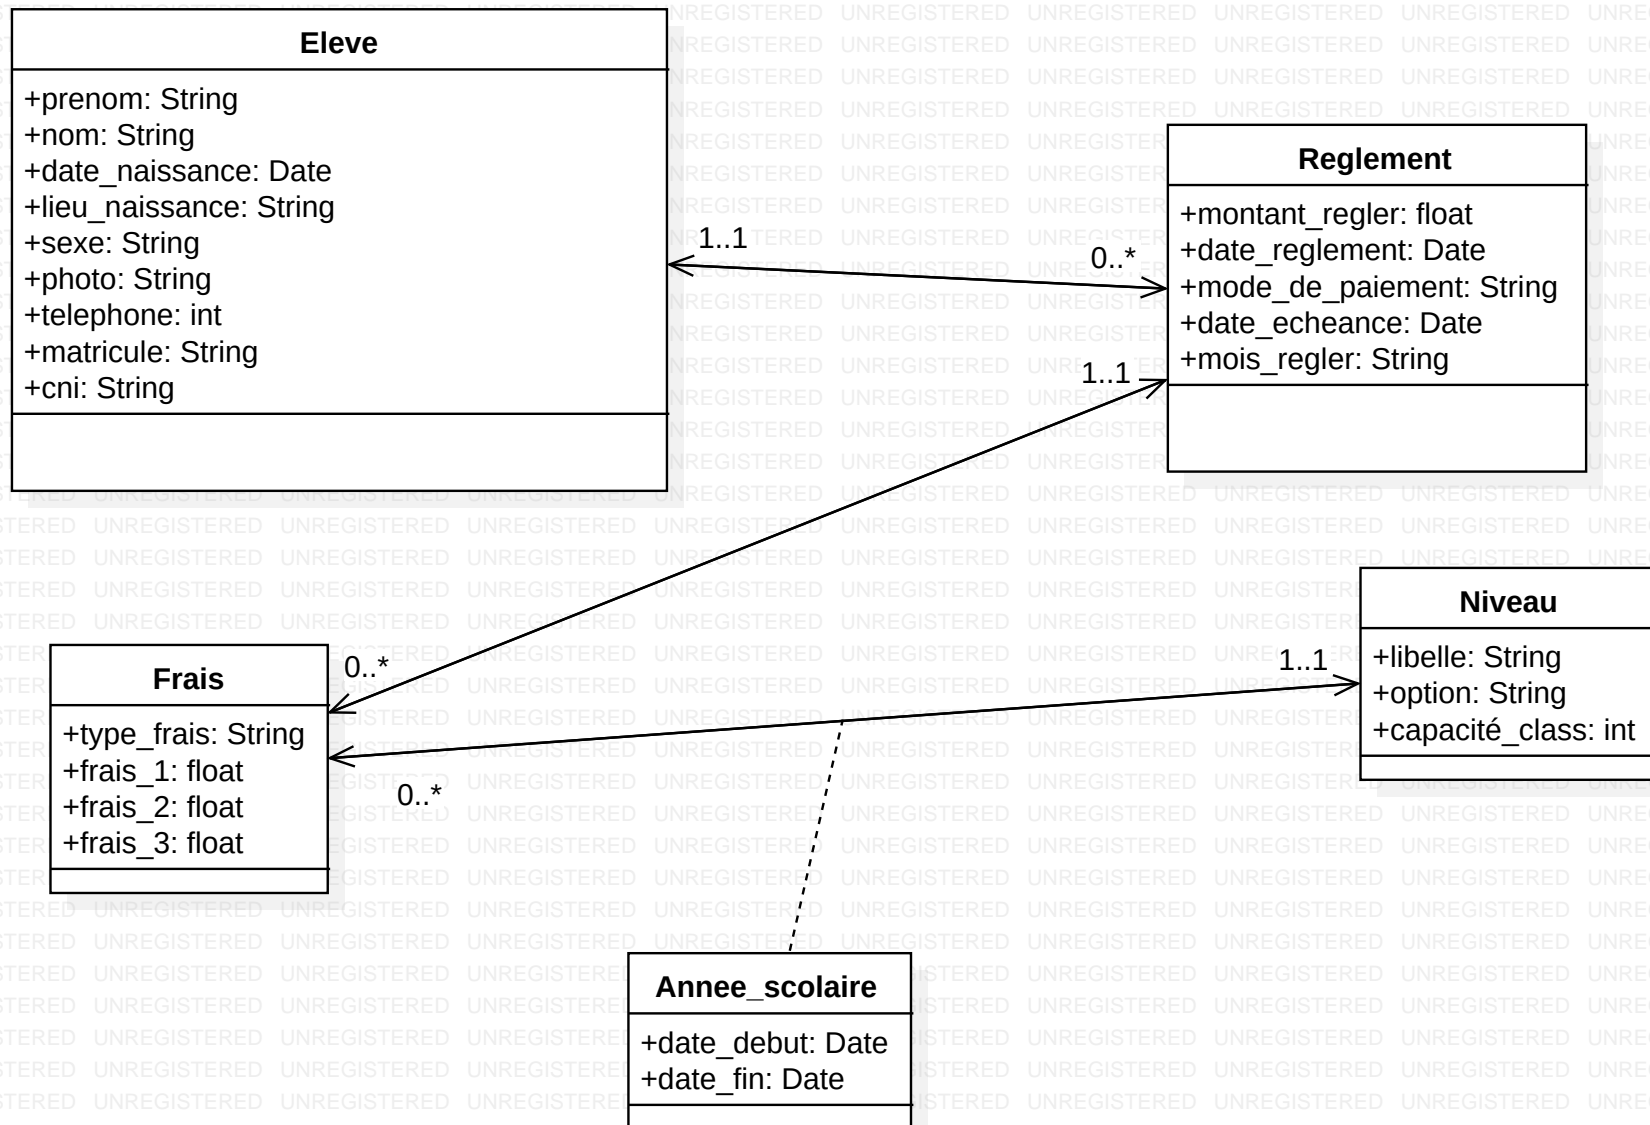 Eleve
+prenom: String
+nom: String
+date_naissance: Date
+lieu_naissance: String
+sexe: String
+photo: String
+telephone: int
+matricule: String
+cni: String
Reglement
+montant_regler: float
+date_reglement: Date
+mode_de_paiement: String
+date_echeance: Date
+mois_regler: String
1..1
0..*
1..1
0..*
Frais
+type_frais: String
+frais_1: float
+frais_2: float
+frais_3: float
Niveau
+libelle: String
+option: String
+capacité_class: int
1..1
0..*
Annee_scolaire
+date_debut: Date
+date_fin: Date
UNREGISTERED